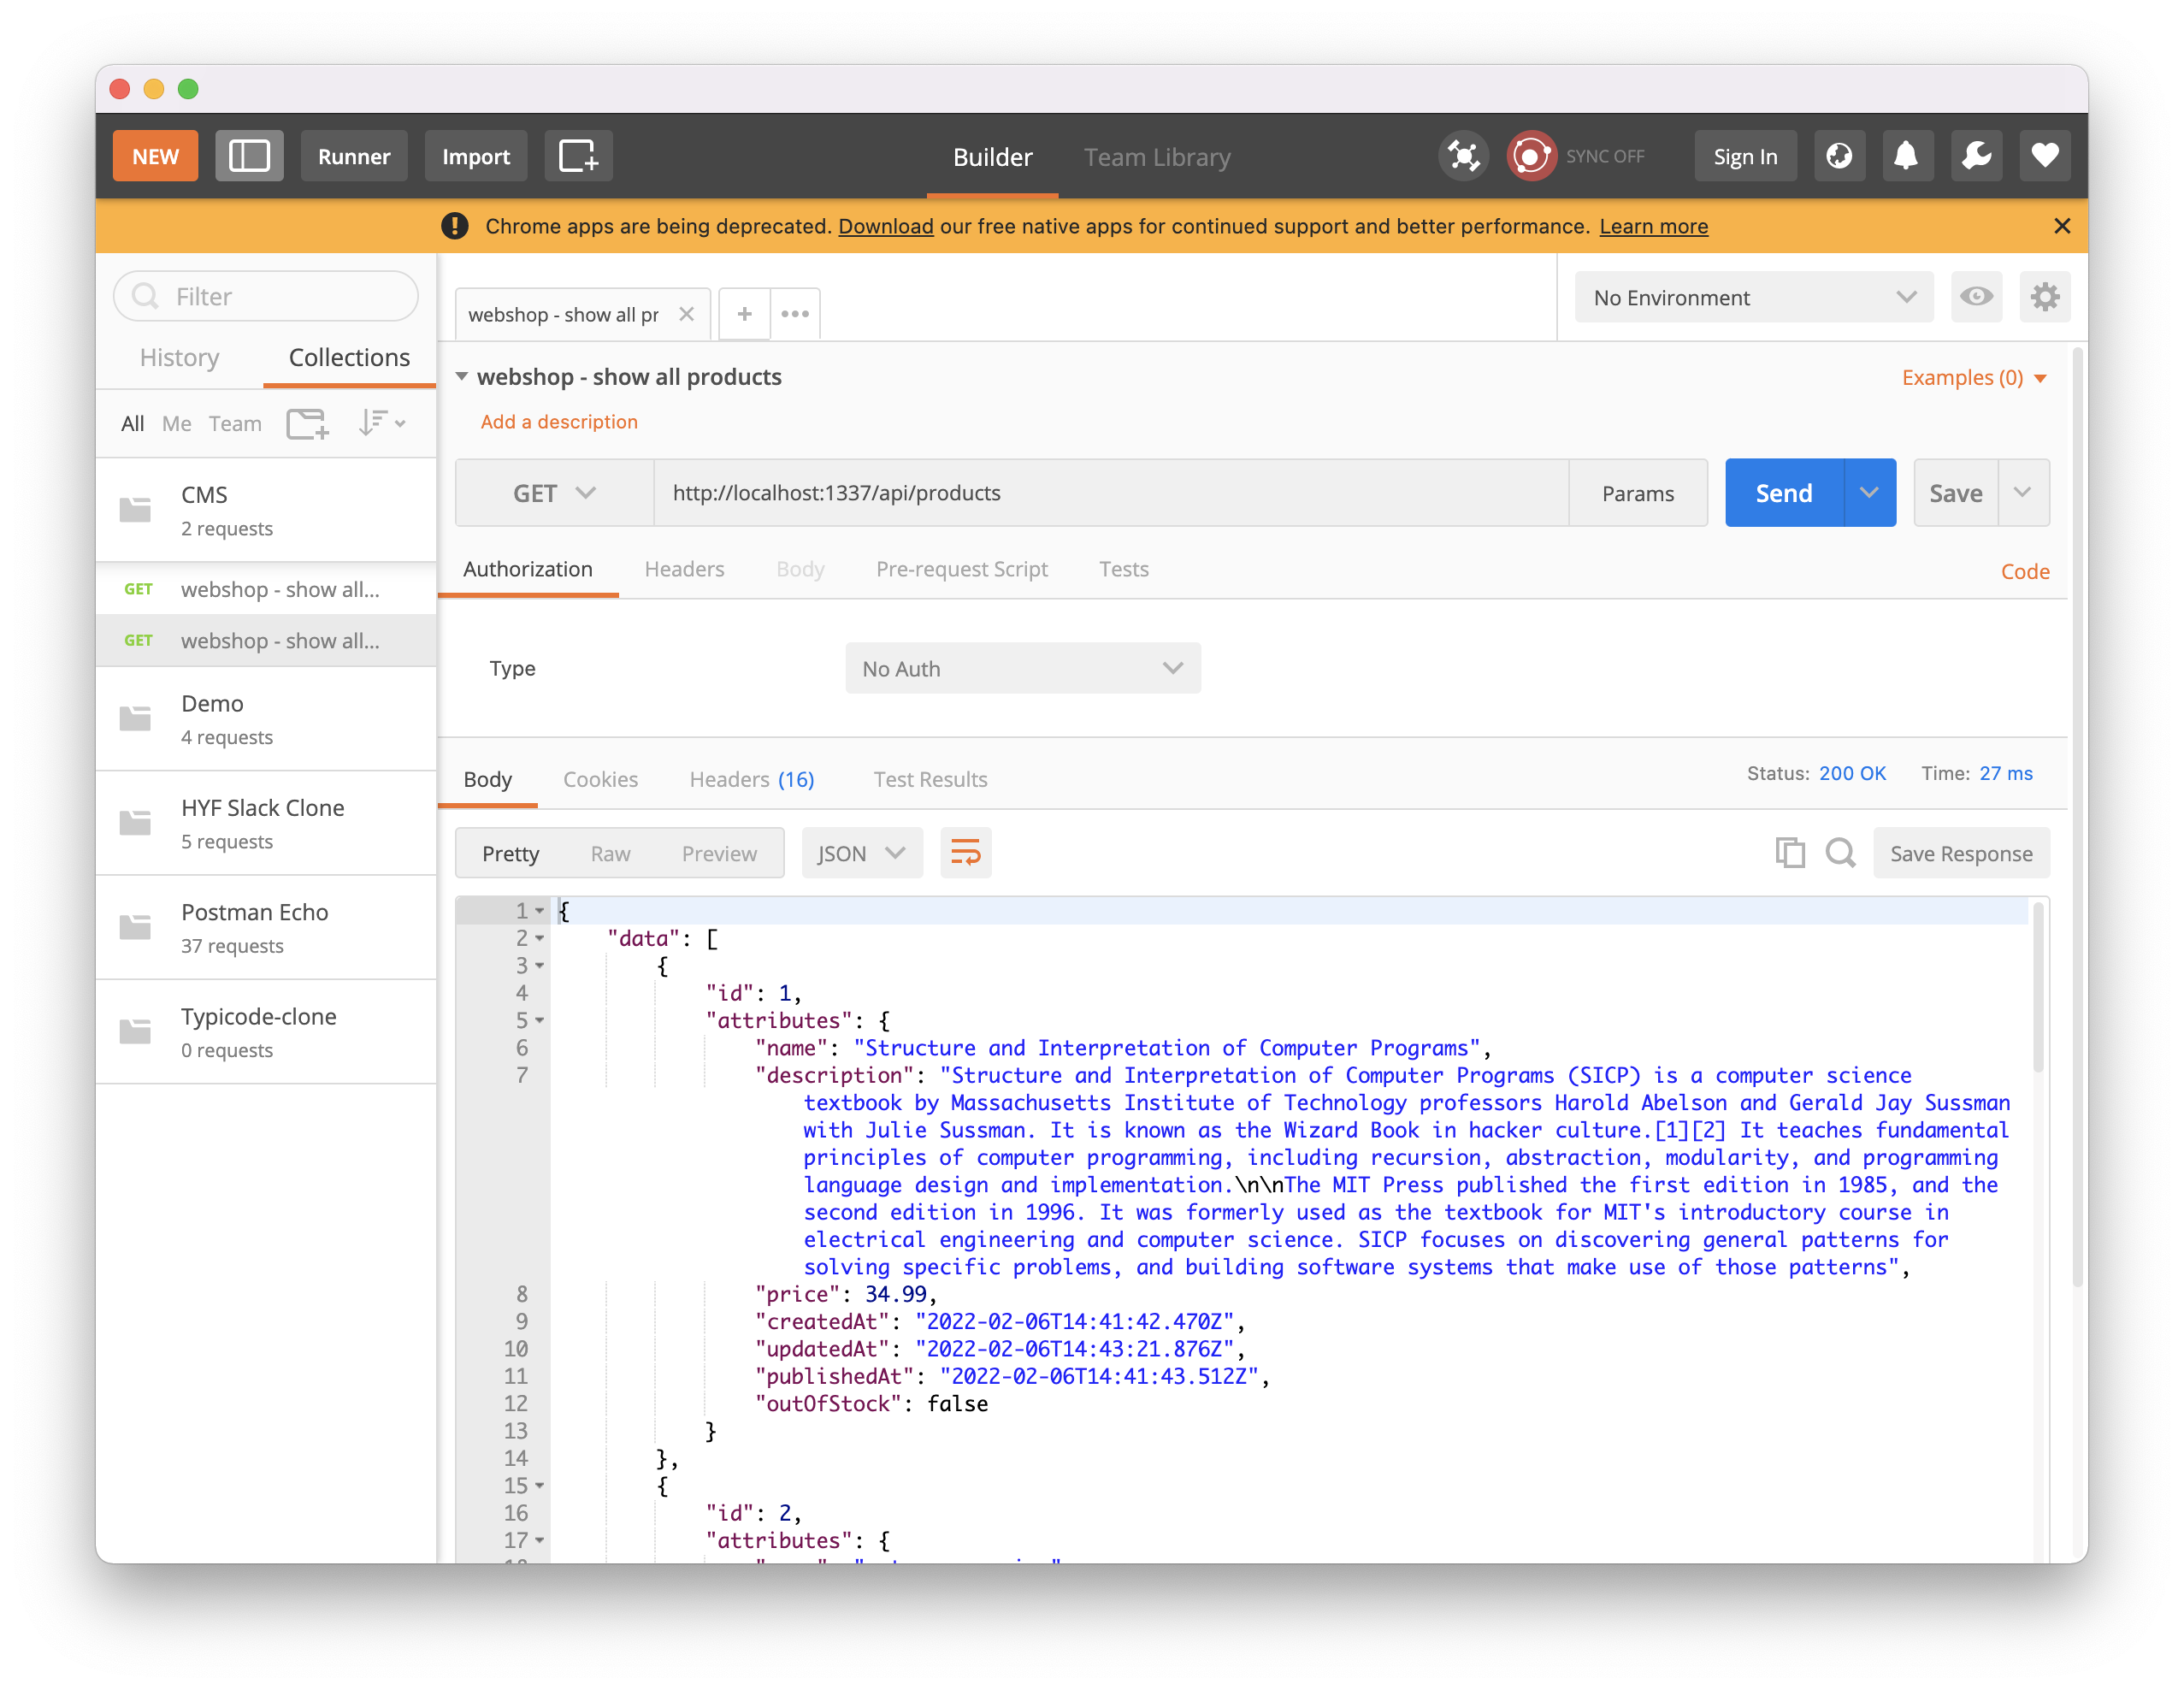 NEW
Runner
Import
Builder
Team Library
SYNC OFF
Sign In
Chrome apps are being deprecated. Download our free native apps for continued support and better performance. Learn more
Filter
History
Collections
All
Me
Team
CMS
2 requests
GET webshop - show all...
GET webshop - show all...
Demo
4 requests
HYF Slack Clone
5 requests
Postman Echo
37 requests
Typicode-clone
0 requests
webshop - show all pr
No Environment
webshop - show all products
Examples (0)
Add a description
GET
http://localhost:1337/api/products
Params
Send
Save
Authorization
Headers
Body
Pre-request Script
Tests
Code
Type
No Auth
Body
Cookies
Headers (16)
Test Results
Status: 200 OK
Time: 27 ms
Pretty
Raw
Preview
JSON
Save Response
1 {
2 "data": [
3 {
4 "id": 1,
5 "attributes": {
6 "name": "Structure and Interpretation of Computer Programs",
7 "description": "Structure and Interpretation of Computer Programs (SICP) is a computer science
textbook by Massachusetts Institute of Technology professors Harold Abelson and Gerald Jay Sussman
with Julie Sussman. It is known as the Wizard Book in hacker culture.[1][2] It teaches fundamental
principles of computer programming, including recursion, abstraction, modularity, and programming
language design and implementation.\n\nThe MIT Press published the first edition in 1985, and the
second edition in 1996. It was formerly used as the textbook for MIT's introductory course in
electrical engineering and computer science. SICP focuses on discovering general patterns for
solving specific problems, and building software systems that make use of those patterns",
8 "price": 34.99,
9 "createdAt": "2022-02-06T14:41:42.470Z",
10 "updatedAt": "2022-02-06T14:43:21.876Z",
11 "publishedAt": "2022-02-06T14:41:43.512Z",
12 "outOfStock": false
13 }
14 },
15 {
16 "id": 2,
17 "attributes": {